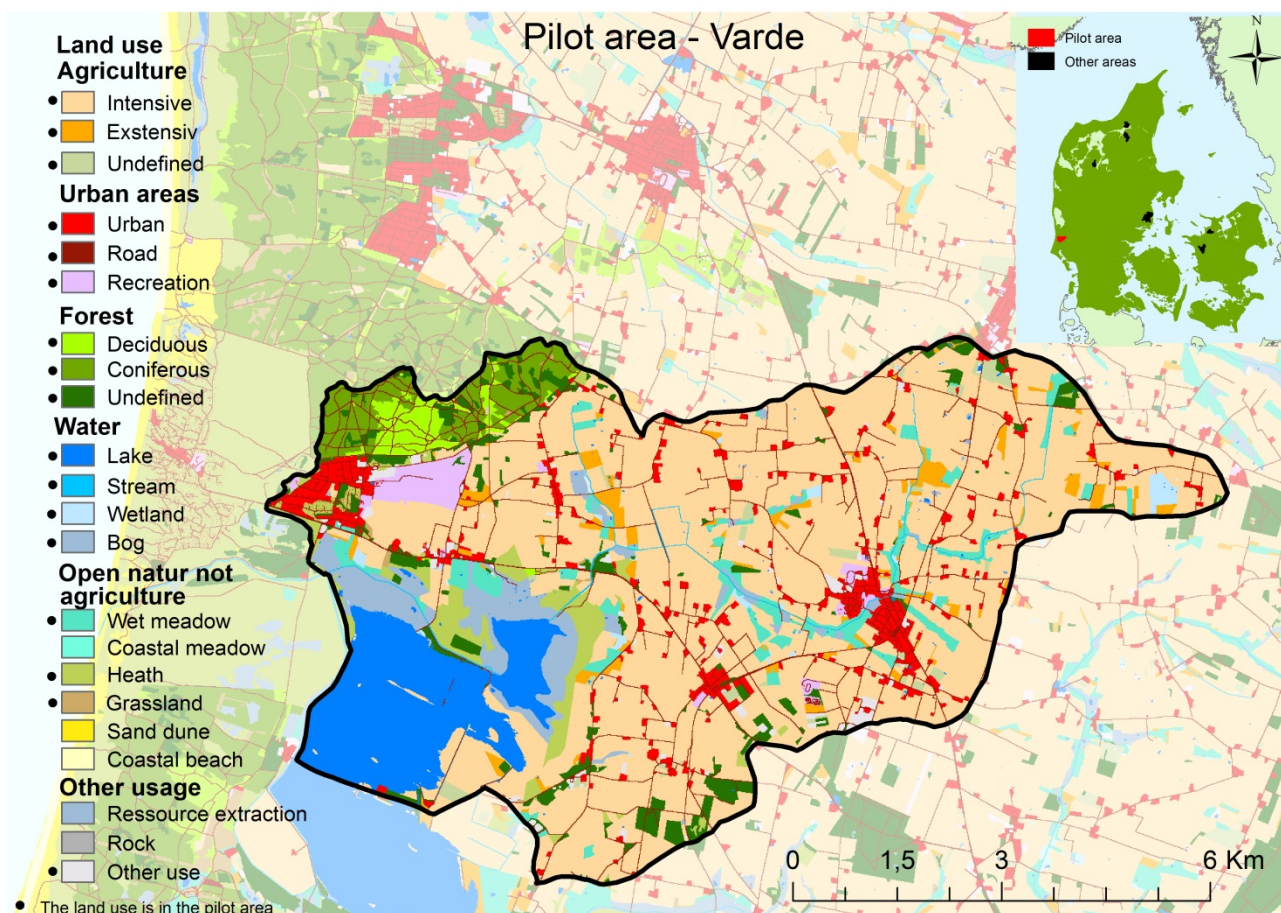 Pilot area - Varde
Land use
Agriculture
Intensive
Exstensiv
Undefined
Urban areas
Urban
Road
Recreation
Forest
Deciduous
Coniferous
Undefined
Water
Lake
Stream
Wetland
Bog
Open natur not
agriculture
Wet meadow
Coastal meadow
Heath
Grassland
Sand dune
Coastal beach
Other usage
Ressource extraction
Rock
Other use
The land use is in the pilot area
Pilot area
Other areas
N
0 1,5 3 6 Km